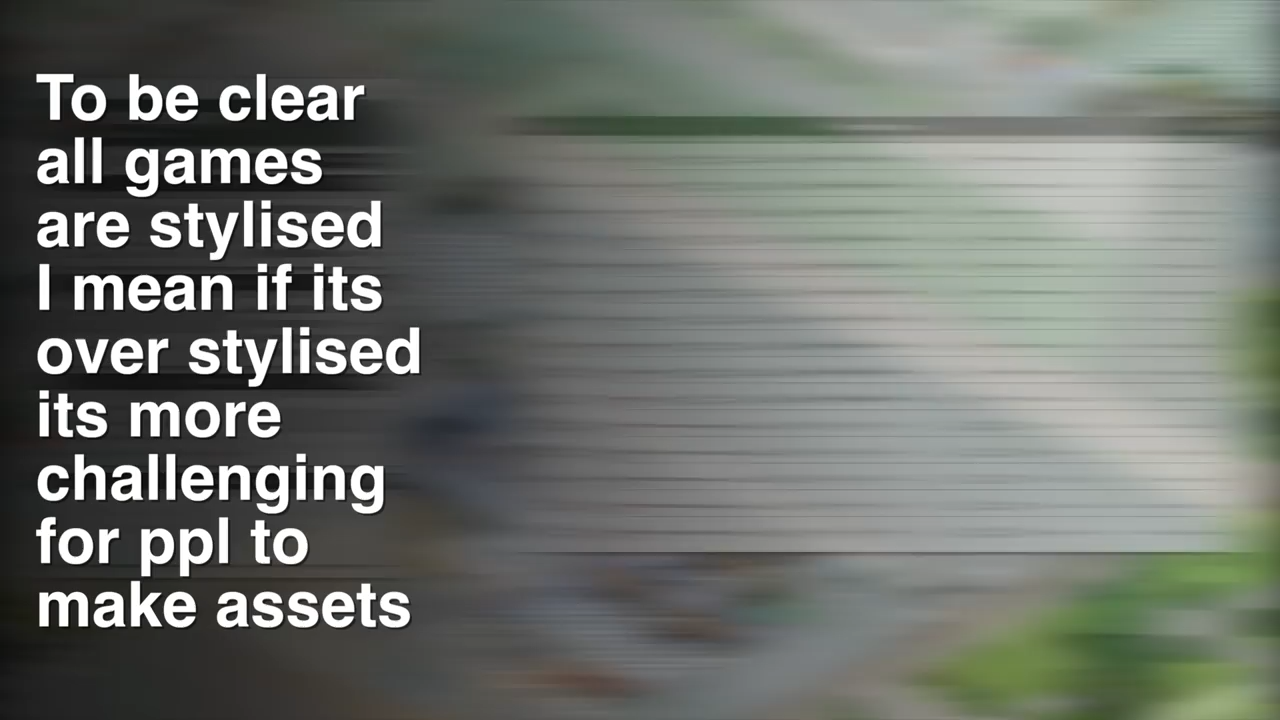 To be clear
all games
are stylised
I mean if its
over stylised
its more
challenging
for ppl to
make assets